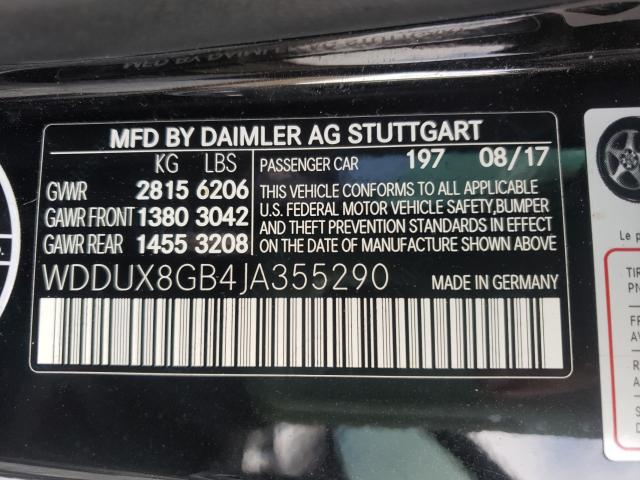 MFD BY DAIMLER AG STUTTGART
KG LBS
GVWR 2815 6206
GAWR FRONT 1380 3042
GAWR REAR 1455 3208
PASSENGER CAR 197 08/17
THIS VEHICLE CONFORMS TO ALL APPLICABLE
U.S. FEDERAL MOTOR VEHICLE SAFETY,BUMPER
AND THEFT PREVENTION STANDARDS IN EFFECT
ON THE DATE OF MANUFACTURE SHOWN ABOVE
WDDUX8GB4JA355290 MADE IN GERMANY
Le